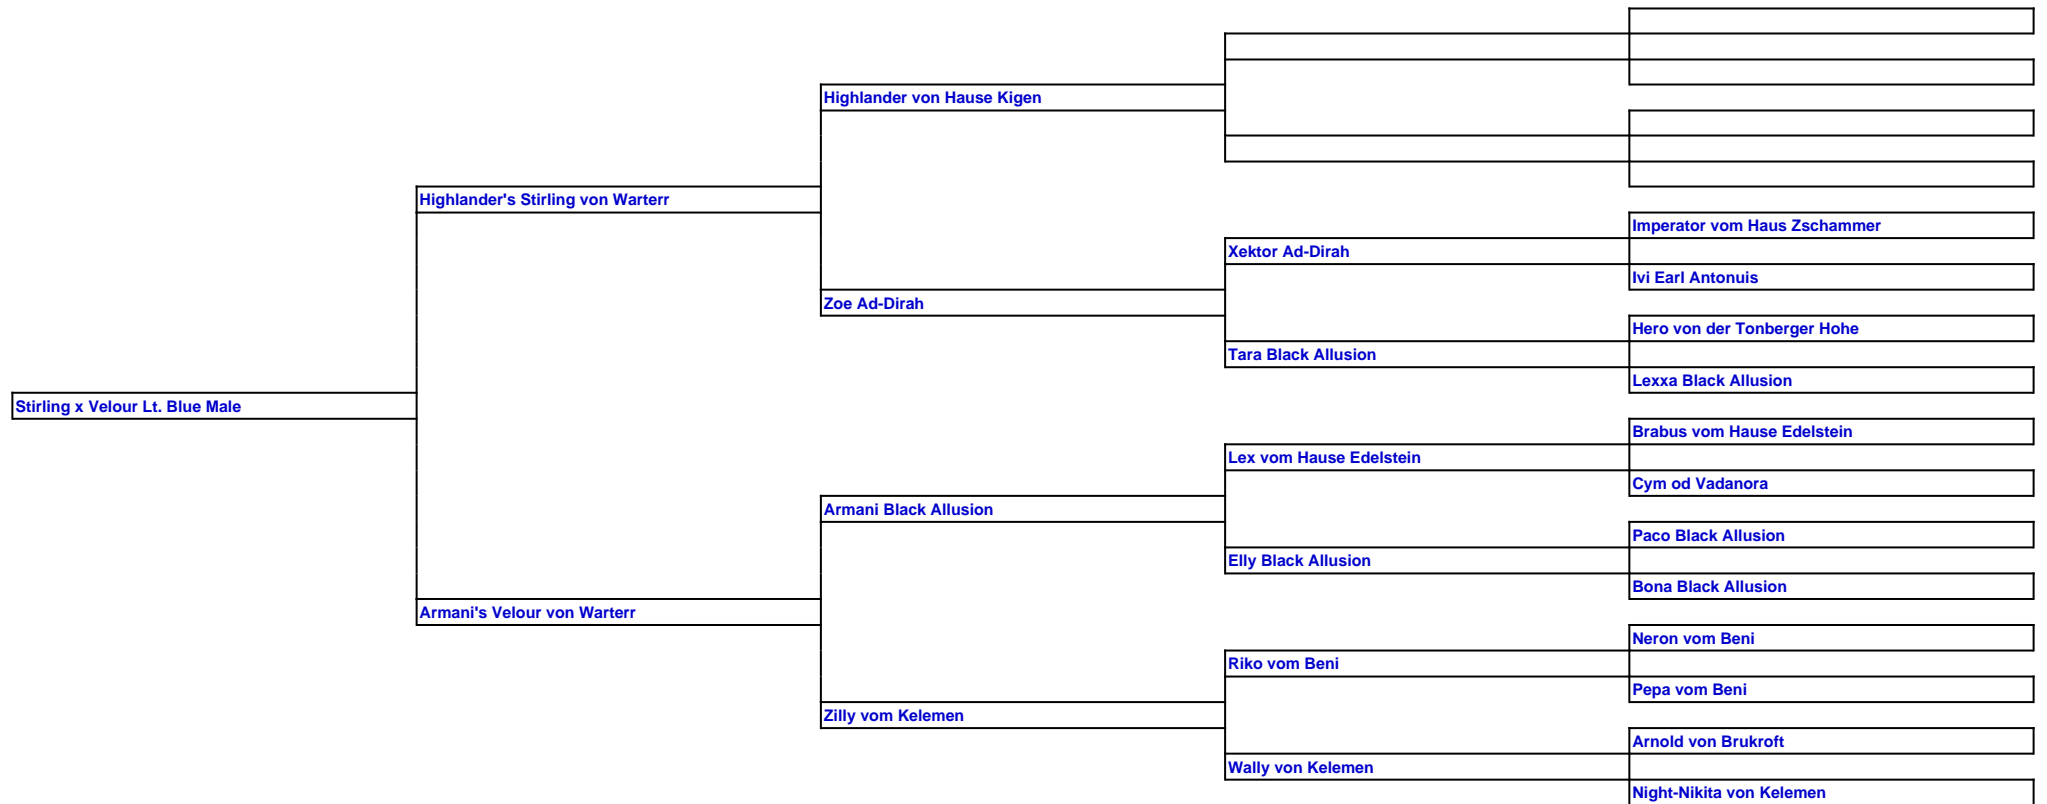 Highlander von Hause Kigen
Highlander's Stirling von Warterr
Imperator vom Haus Zschammer
Xektor Ad-Dirah
Ivi Earl Antonuis
Zoe Ad-Dirah
Hero von der Tonberger Hohe
Tara Black Allusion
Lexxa Black Allusion
Stirling x Velour Lt. Blue Male
Brabus vom Hause Edelstein
Lex vom Hause Edelstein
Cym od Vadanora
Armani Black Allusion
Paco Black Allusion
Elly Black Allusion
Bona Black Allusion
Armani's Velour von Warterr
Neron vom Beni
Riko vom Beni
Pepa vom Beni
Zilly vom Kelemen
Arnold von Brukroft
Wally von Kelemen
Night-Nikita von Kelemen